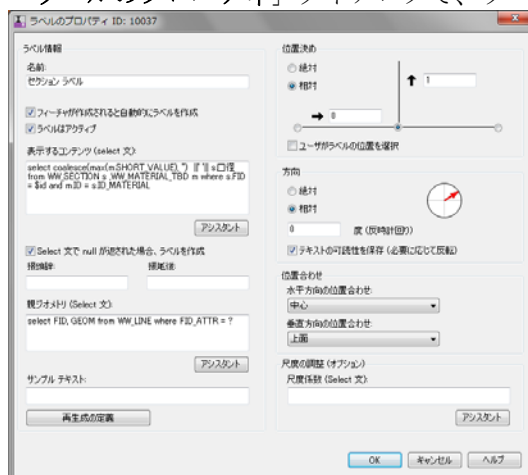 ラベルのプロパティ ID: 10037
ラベル情報
名前:
セクション ラベル
フィーチャが作成されると自動的にラベルを作成
ラベルはアクティブ
表示するコンテンツ (select 文):
select coalesce(max(m.SHORT_VALUE), '') || ' '|| s.口径
from WW_SECTION s ,WW_MATERIAL_TBD m where s.FID
= $id and m.ID = s.ID_MATERIAL
アシスタント
Select 文で null が返された場合、ラベルを作成
接頭辞:
接尾辞:
親ジオメトリ (Select 文):
select FID, GEOM from WW_LINE where FID_ATTR = ?
アシスタント
サンプル テキスト:
再生成の定義
位置決め
絶対
相対
1
0
ユーザがラベルの位置を選択
方向
絶対
相対
0
度 (反時計回り)
テキストの可読性を保存 (必要に応じて反転)
位置合わせ
水平方向の位置合わせ:
中心
垂直方向の位置合わせ:
上面
尺度の調整 (オプション)
尺度係数 (Select 文):
アシスタント
OK
キャンセル
ヘルプ